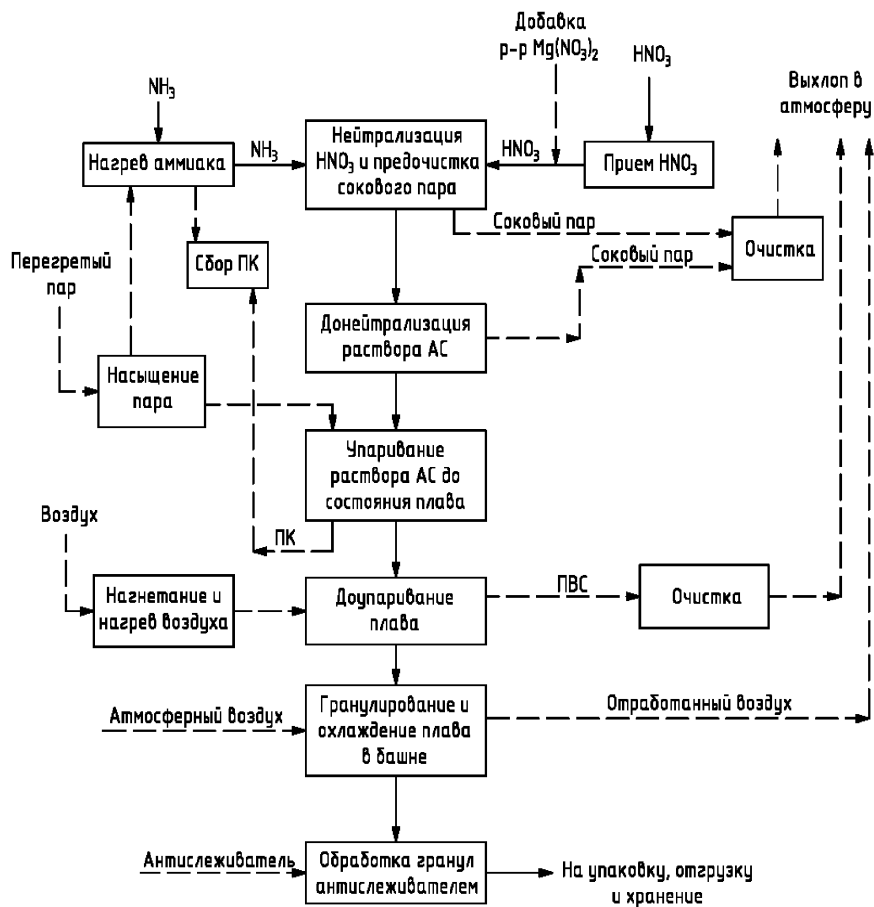 Добавка
р-р Mg(NO₃)₂
HNO₃
Выхлоп в
атмосферу
NH₃
Нагрев аммиака
NH₃
Нейтрализация
HNO₃ и предочистка
сокового пара
HNO₃
Прием HNO₃
Соковый пар
Очистка
Соковый пар
Сбор ПК
Перегретый
пар
Донейтрализация
раствора АС
Насыщение
пара
Упаривание
раствора АС до
состояния плава
ПК
Воздух
Нагнетание и
нагрев воздуха
Доупаривание
плава
ПВС
Очистка
Атмосферный воздух
Гранулирование и
охлаждение плава
в башне
Отработанный воздух
Антислеживатель
Обработка гранул
антислеживателем
На упаковку, отгрузку
и хранение